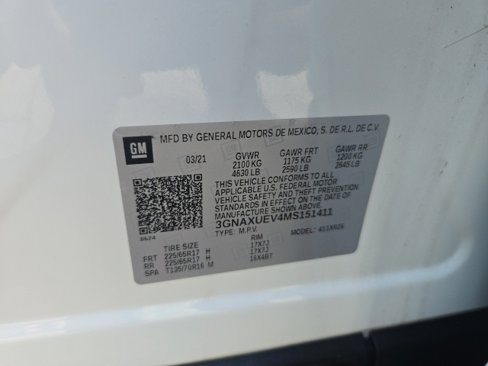 MFD BY GENERAL MOTORS DE MEXICO, S. DE R.L. DE C.V.
GM
03/21 GVWR GAWR FRT GAWR RR
2100 KG 1175 KG 1200 KG
4630 LB 2590 LB 2645 LB
THIS VEHICLE CONFORMS TO ALL
APPLICABLE U.S. FEDERAL MOTOR
VEHICLE SAFETY AND THEFT PREVENTION
STANDARDS IN EFFECT ON THE DATE OF
MANUFACTURE SHOWN ABOVE.
3GNAXUEV4MS151411
TYPE: M.P.V. MODEL:
8624
TIRE SIZE RIM
FRT 225/65R17 H 17X7J
RR 225/65R17 H 17X7J
SPA T135/70R16 M 16X4BT